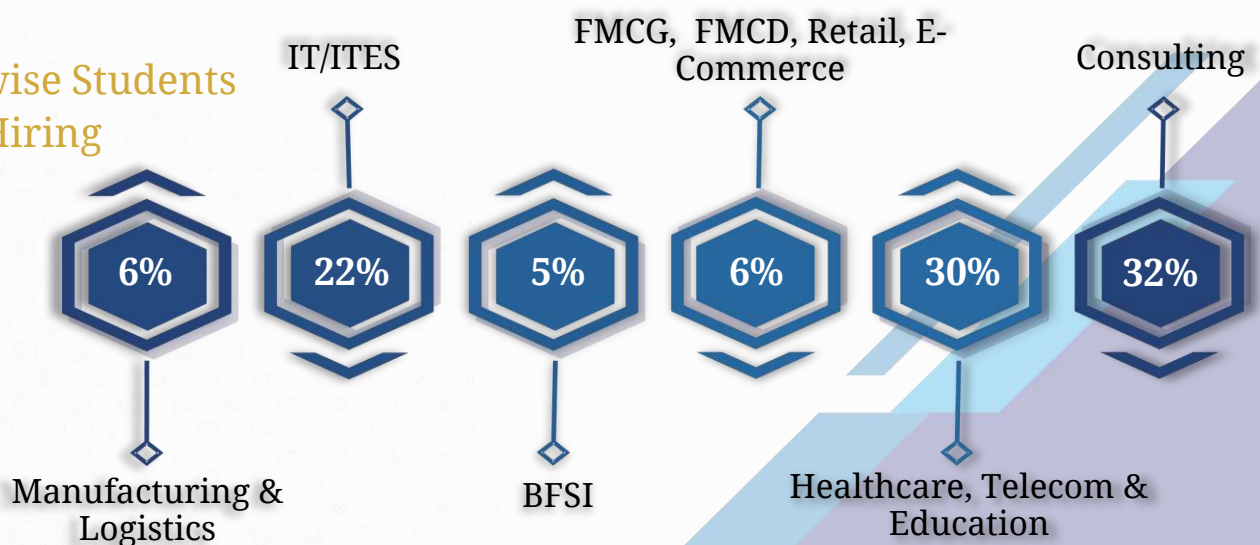 Students
Hiring
IT/ITES
FMCG, FMCD, Retail, E-
Commerce
Consulting
6%
22%
5%
6%
30%
32%
Manufacturing &
Logistics
BFSI
Healthcare, Telecom &
Education